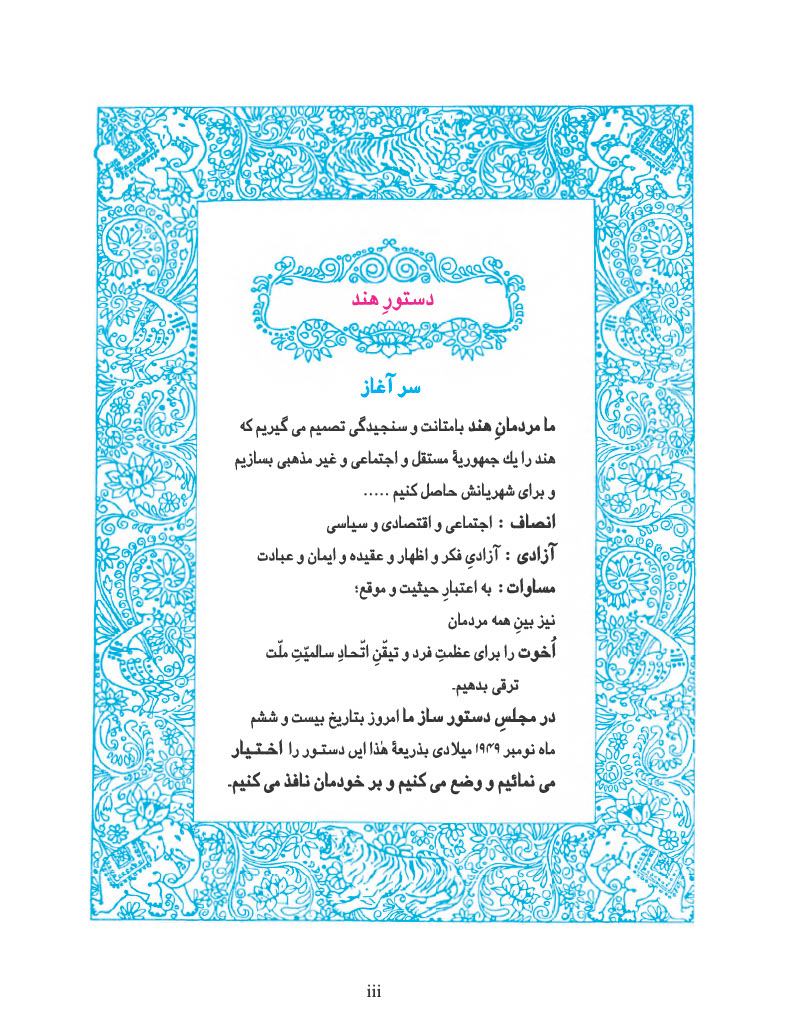 دستورِ هند
سر آغاز
ما مردمانِ هند بامتانت و سنجیدگی تصمیم می گیریم که
هند را یك جمهوریۀ مستقل و اجتماعی و غیر مذهبی بسازیم
و برای شهریانش حاصل کنیم .....
انصاف : اجتماعی و اقتصادی و سیاسی
آزادی : آزادیِ فکر و اظهار و عقیده و ایمان و عبادت
مساوات : به اعتبارِ حیثیت و موقع؛
نیز بینِ همه مردمان
اُخوت را برای عظمتِ فرد و تیقّنِ اتّحادِ سالمیّتِ ملّت
ترقی بدهیم۔
در مجلسِ دستور ساز ما امروز بتاریخ بیست و ششم
ماه نومبر ۱۹۴۹ میلادی بذریعۀ هٰذا این دستور را اختیار
می نمائیم و وضع می کنیم و بر خودمان نافذ می کنیم۔
iii